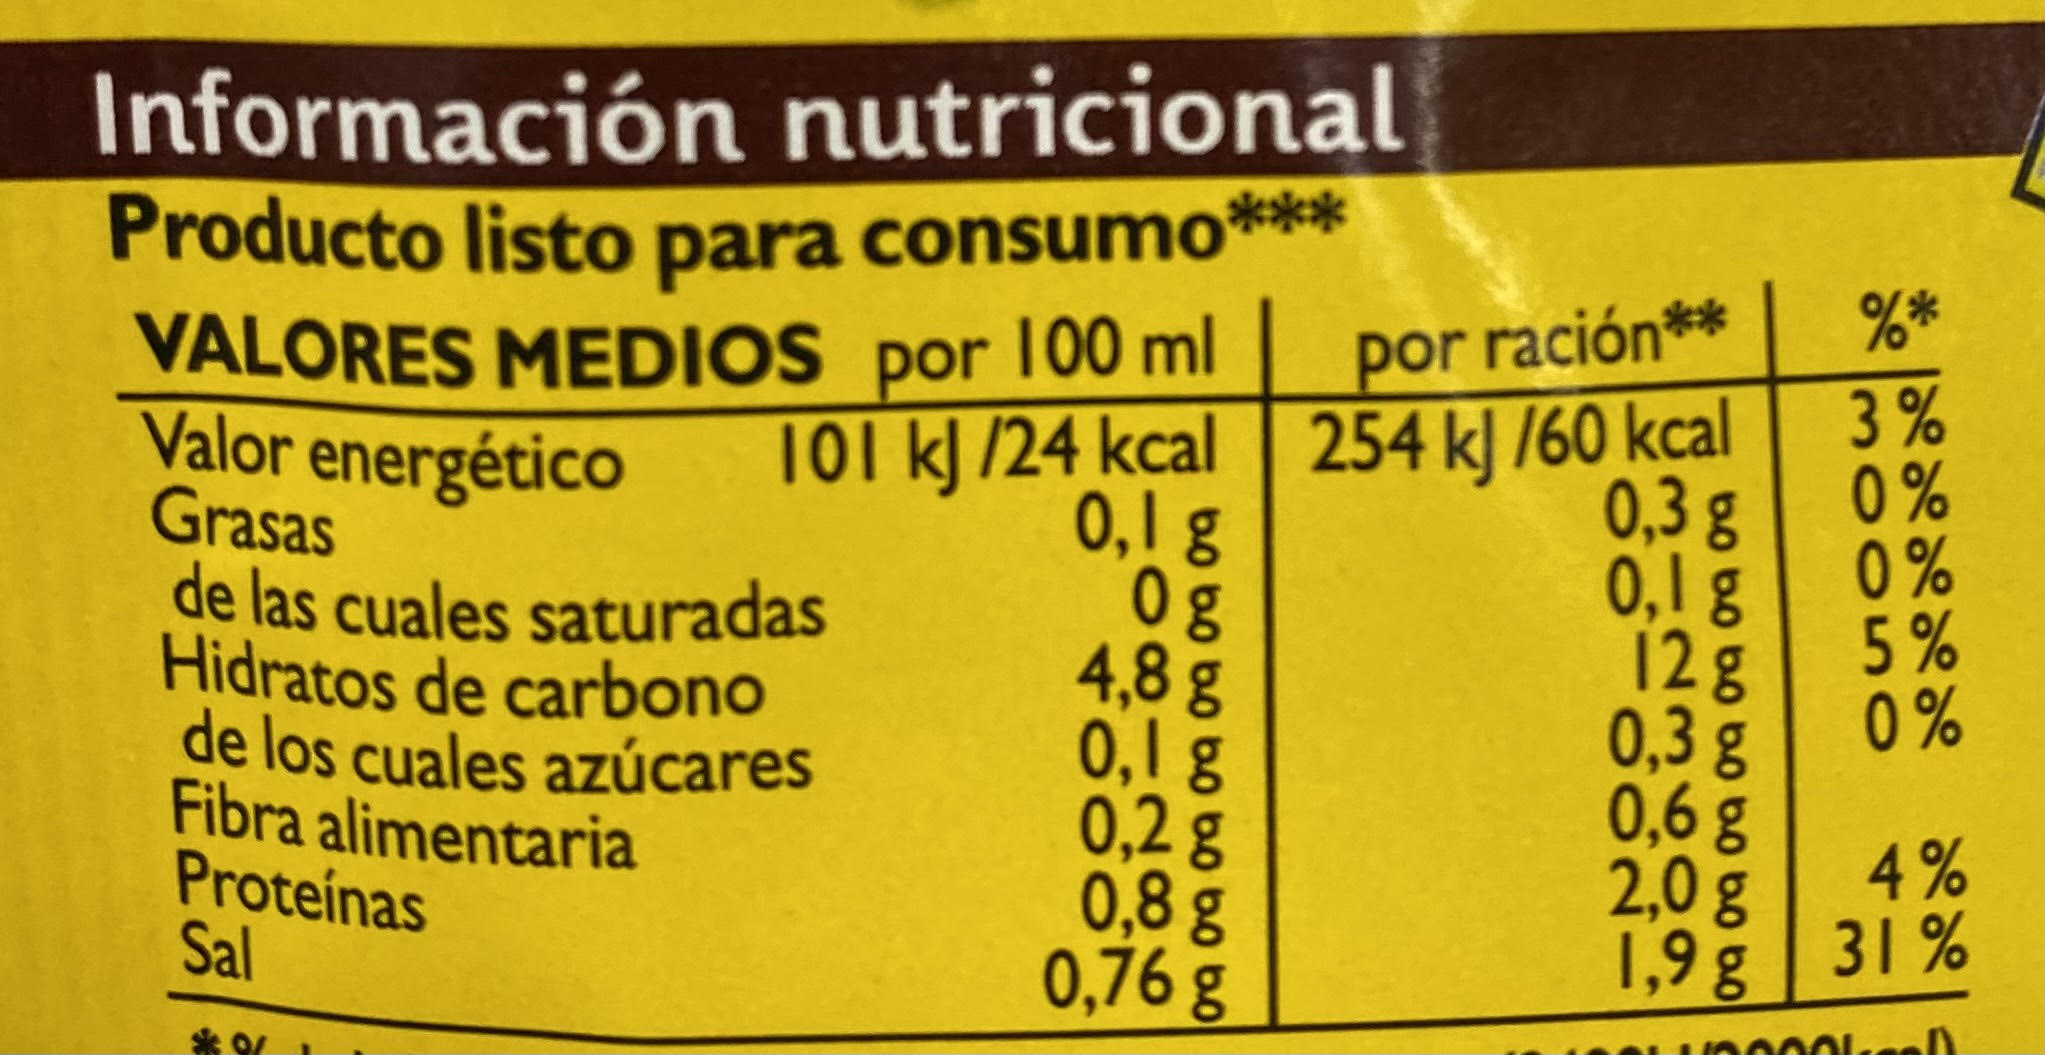 Información nutricional
Producto listo para consumo***
VALORES MEDIOS por 100 ml por ración** %*
Valor energético 101 kJ /24 kcal 254 kJ /60 kcal 3 %
Grasas 0,1 g 0,3 g 0 %
de las cuales saturadas 0 g 0,1 g 0 %
Hidratos de carbono 4,8 g 12 g 5 %
de los cuales azúcares 0,1 g 0,3 g 0 %
Fibra alimentaria 0,2 g 0,6 g
Proteínas 0,8 g 2,0 g 4 %
Sal 0,76 g 1,9 g 31 %